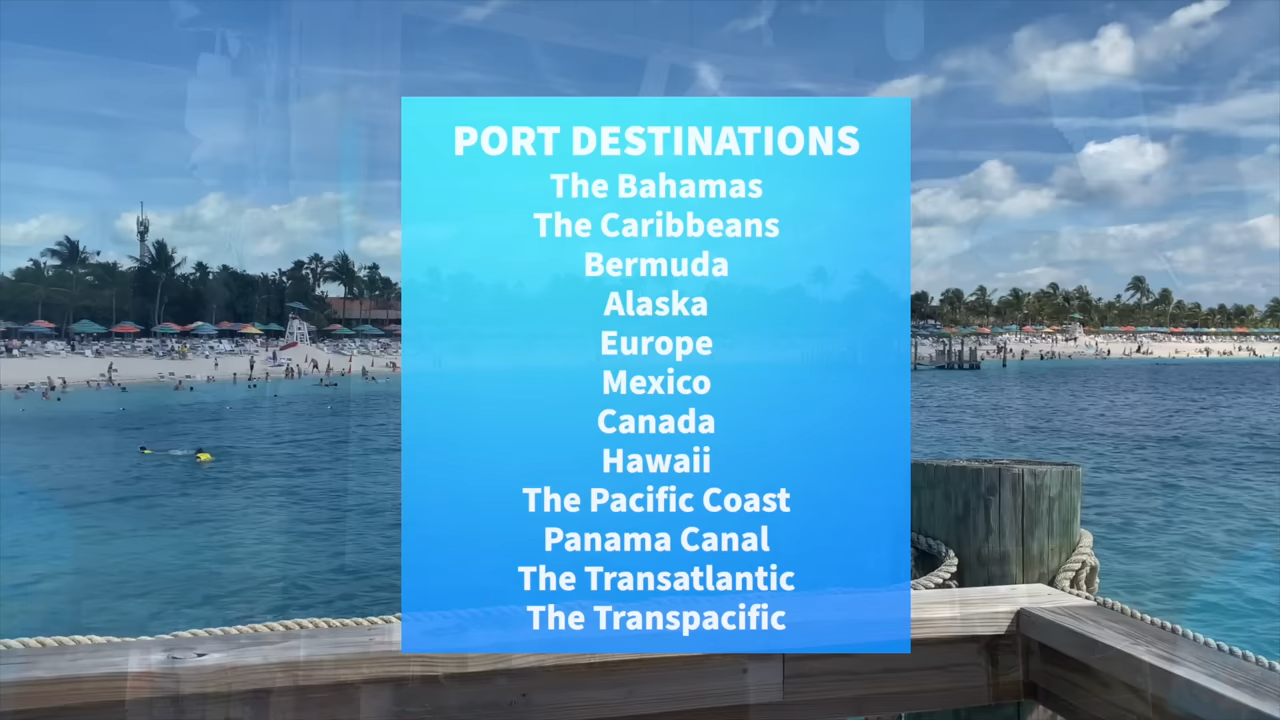 PORT DESTINATIONS
The Bahamas
The Caribbeans
Bermuda
Alaska
Europe
Mexico
Canada
Hawaii
The Pacific Coast
Panama Canal
The Transatlantic
The Transpacific